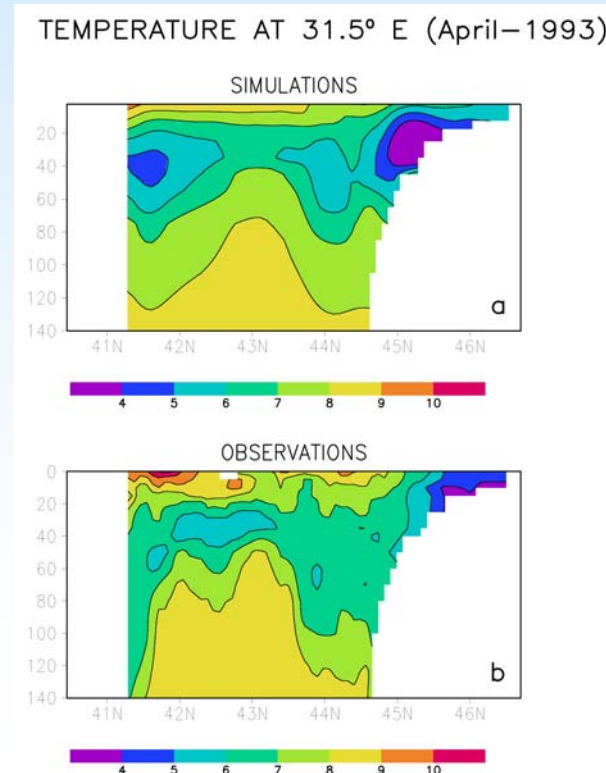 TEMPERATURE AT 31.5° E (April-1993)
SIMULATIONS
20
40
60
80
100
120
140
a
41N 42N 43N 44N 45N 46N
4 5 6 7 8 9 10
OBSERVATIONS
0
20
40
60
80
100
120
140
b
41N 42N 43N 44N 45N 46N
4 5 6 7 8 9 10